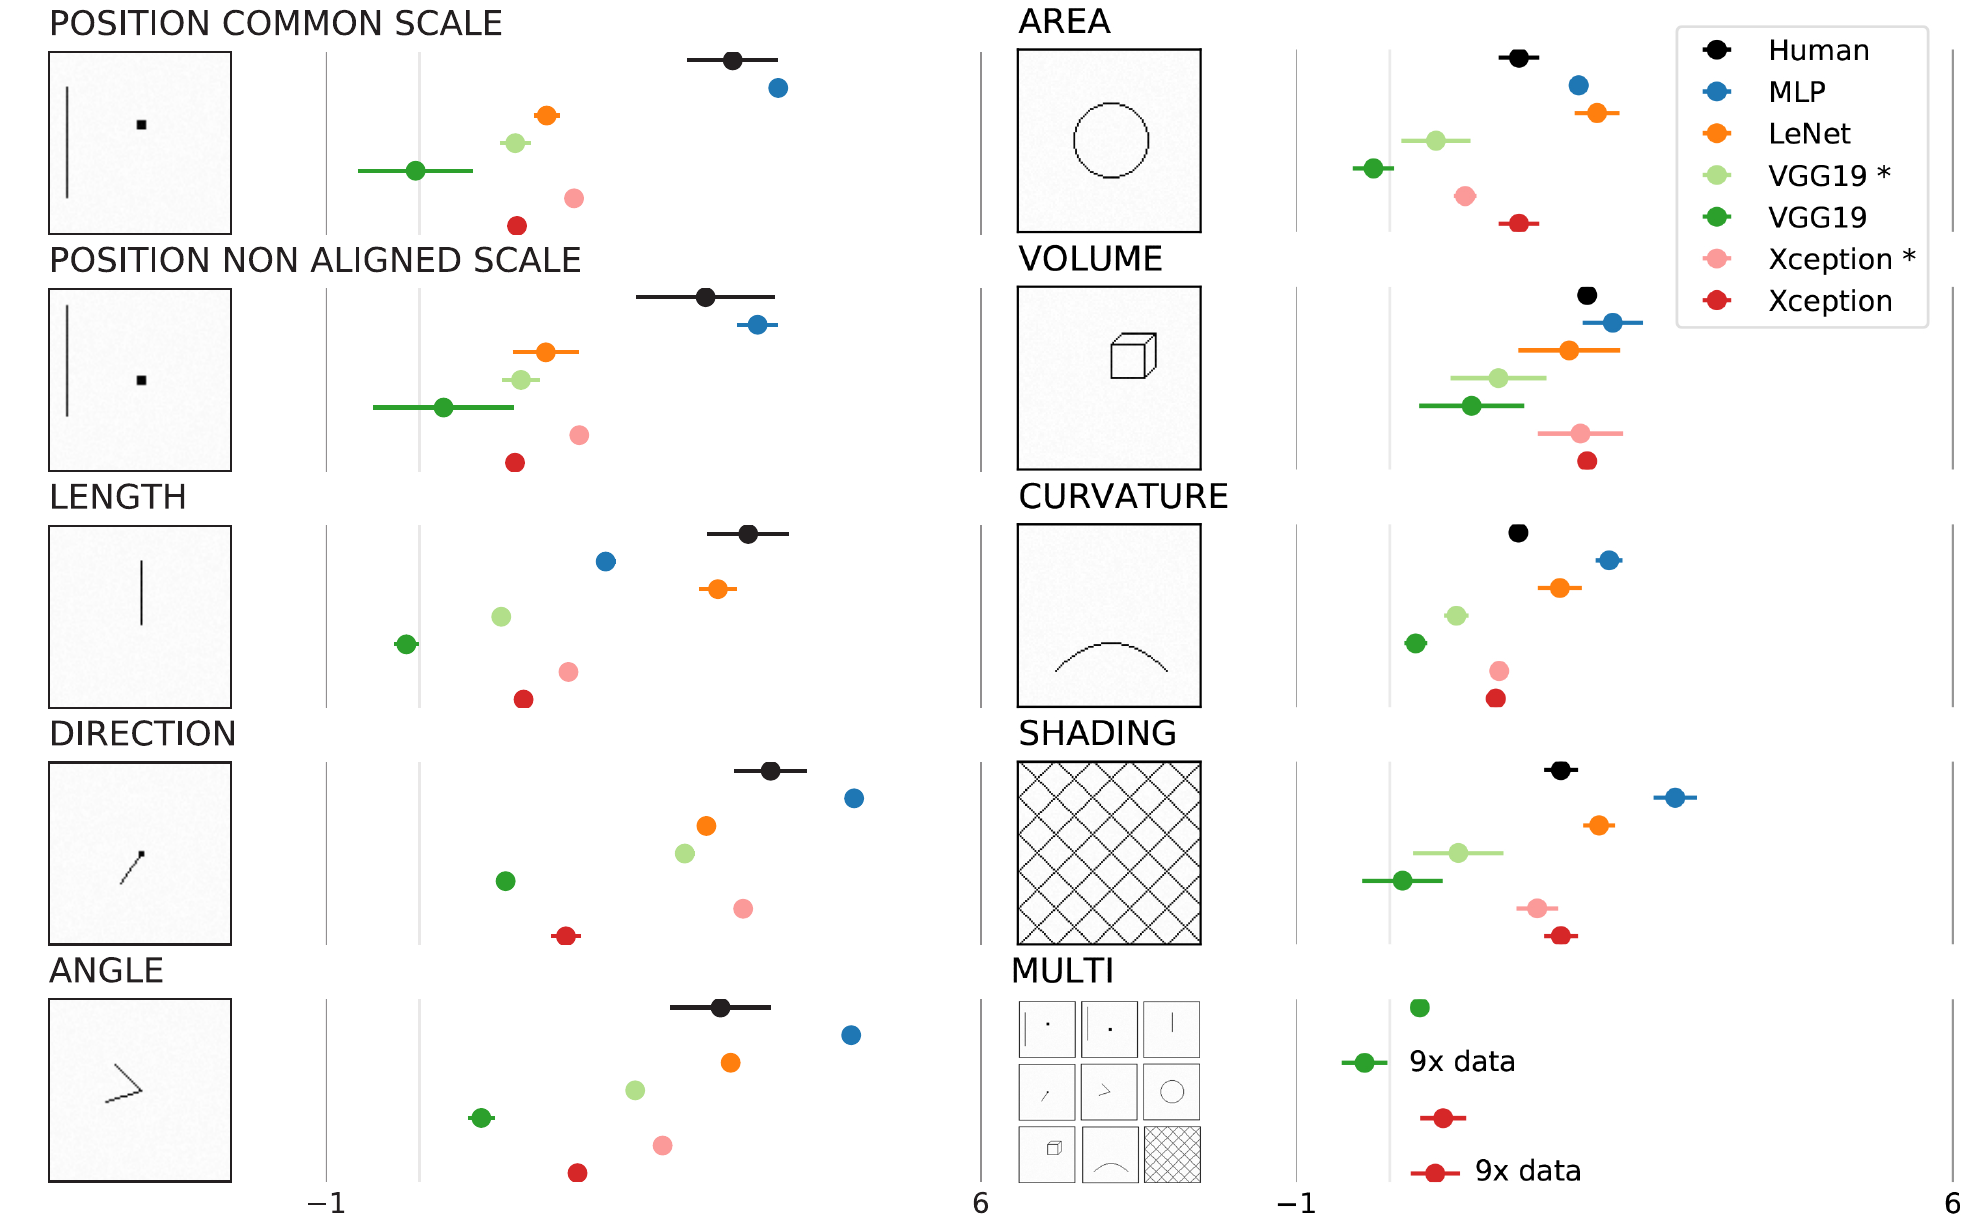 POSITION COMMON SCALE
POSITION NON ALIGNED SCALE
LENGTH
DIRECTION
ANGLE
−1
6
AREA
VOLUME
CURVATURE
SHADING
MULTI
9x data
9x data
−1
6
Human
MLP
LeNet
VGG19 *
VGG19
Xception *
Xception